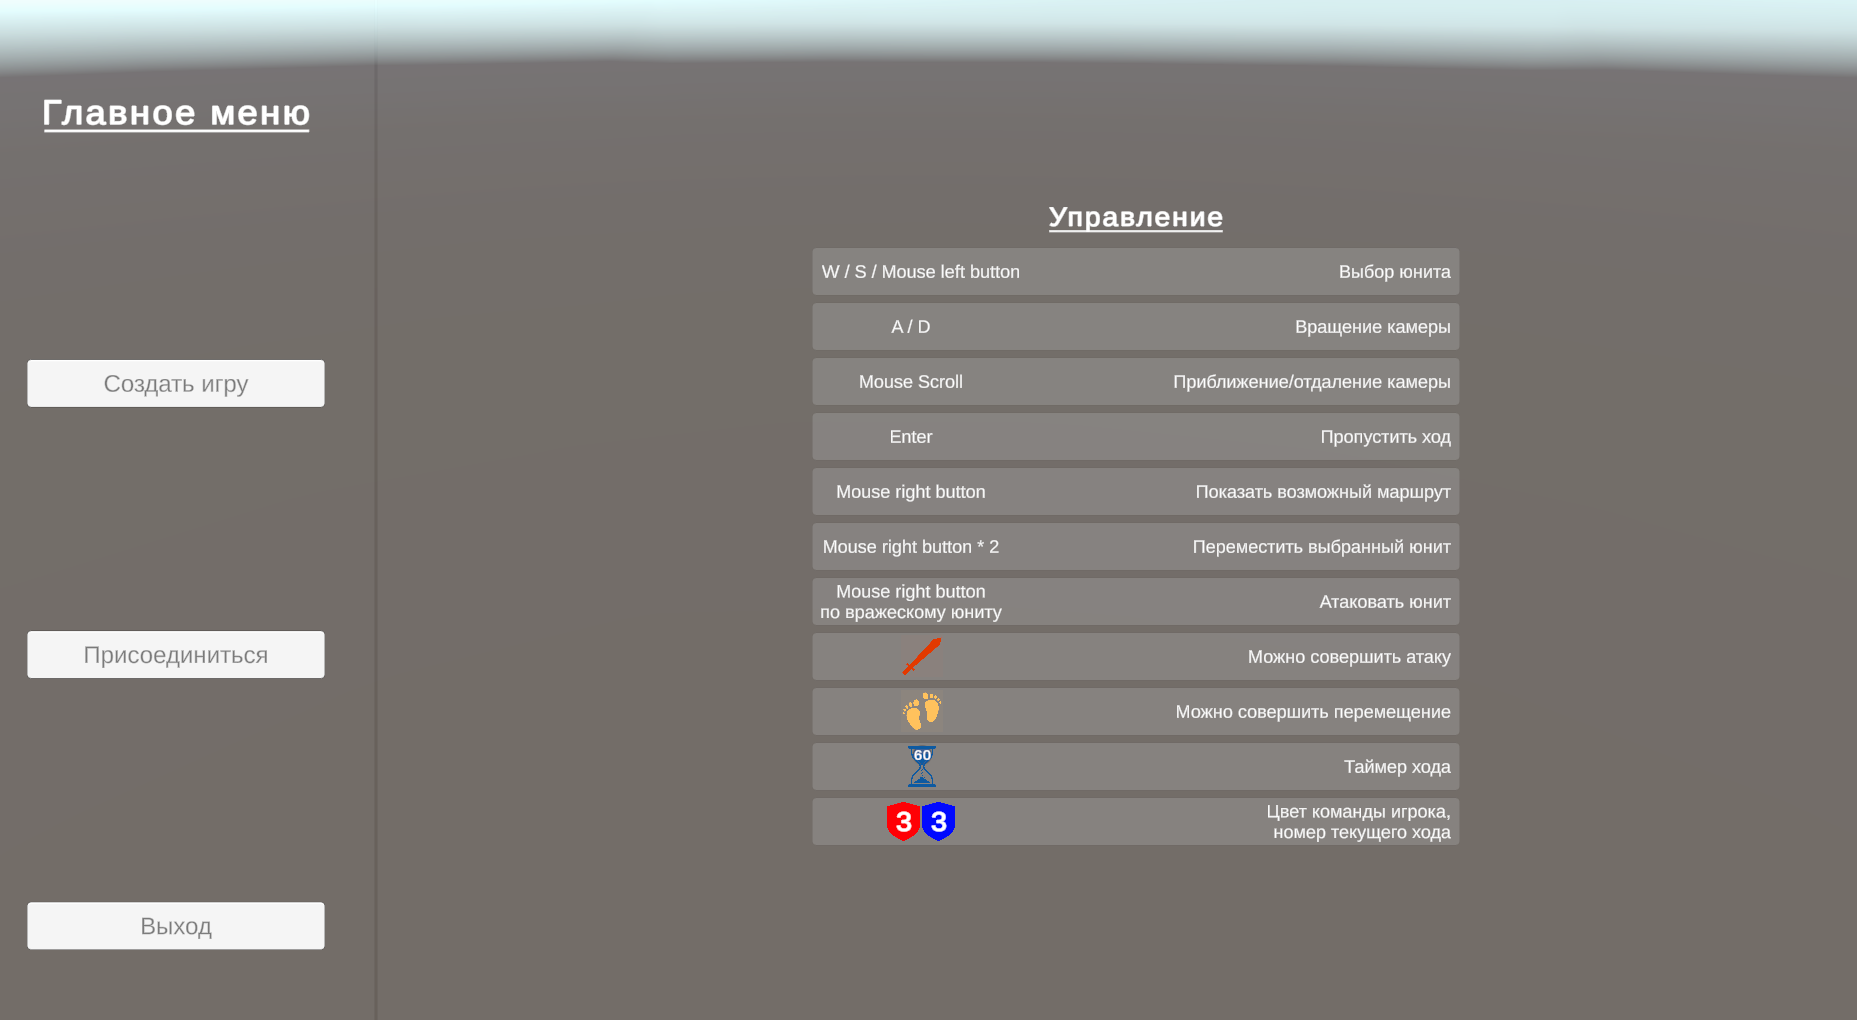 Главное меню
Создать игру
Присоединиться
Выход
Управление
W / S / Mouse left button Выбор юнита
A / D Вращение камеры
Mouse Scroll Приближение/отдаление камеры
Enter Пропустить ход
Mouse right button Показать возможный маршрут
Mouse right button * 2 Переместить выбранный юнит
Mouse right button
по вражескому юниту
Атаковать юнит
Можно совершить атаку
Можно совершить перемещение
60 Таймер хода
3 3
Цвет команды игрока,
номер текущего хода